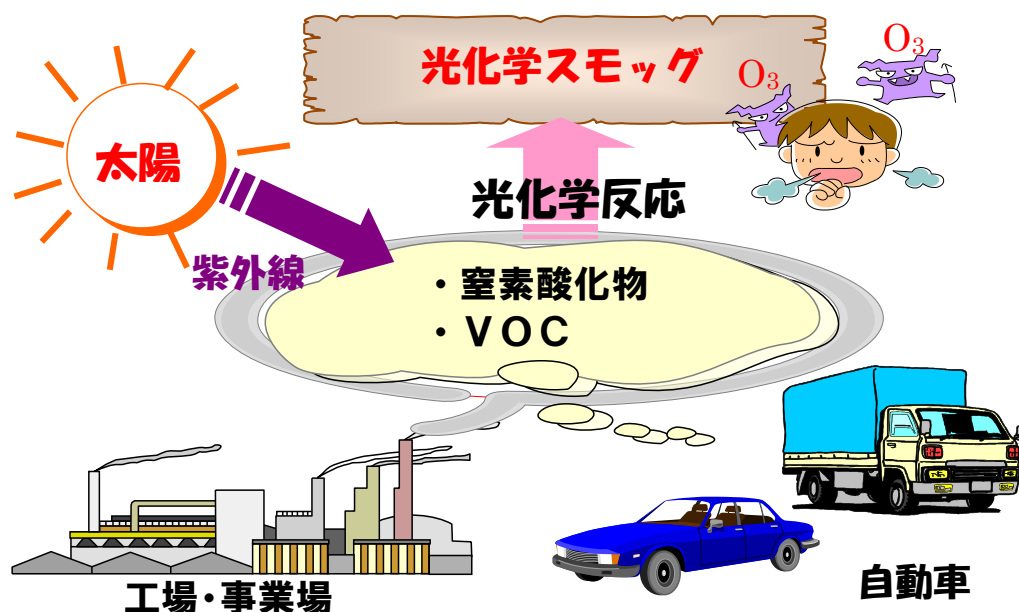 光化学スモッグ
O₃
O₃
太陽
光化学反応
紫外線
・窒素酸化物
・ＶＯＣ
工場・事業場
自動車